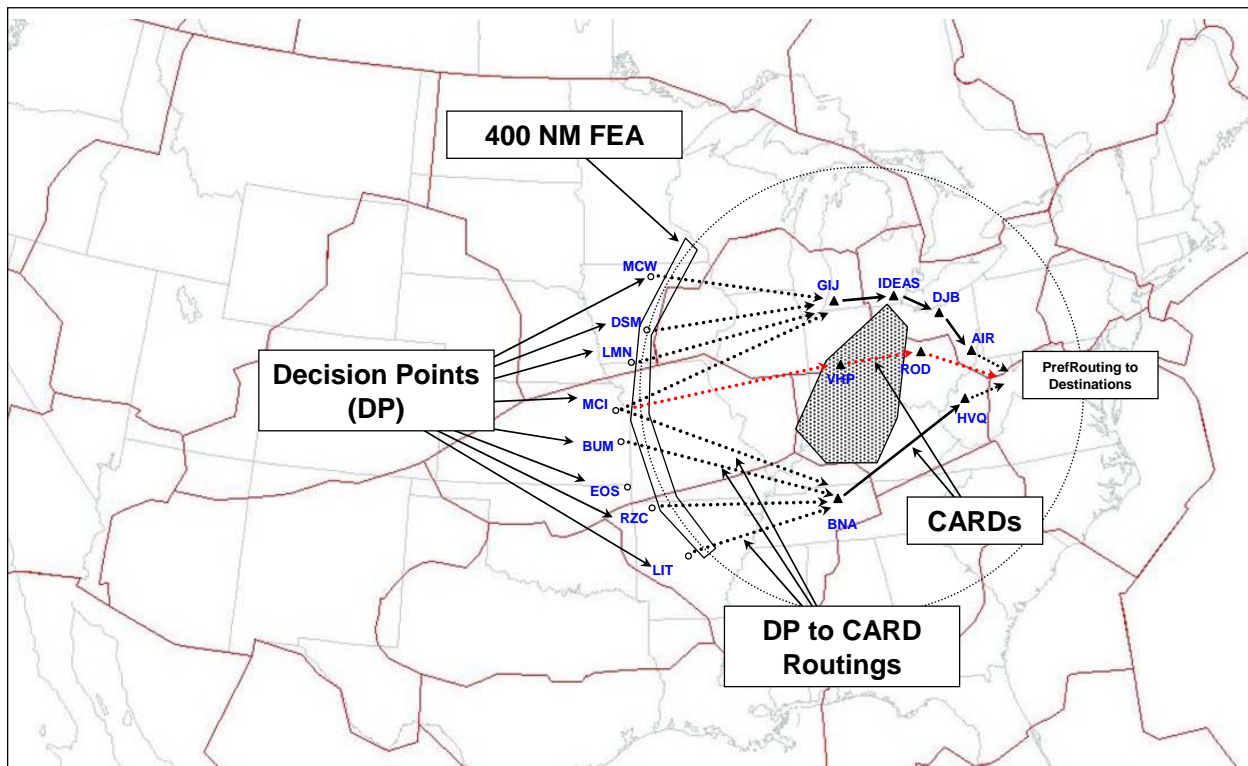 400 NM FEA
MCW
GIJ
IDEAS
DJB
DSM
LMN
AIR
Decision Points
(DP)
VHP
ROD
PrefRouting to
Destinations
MCI
HVQ
BUM
EOS
RZC
BNA
CARDs
LIT
DP to CARD
Routings